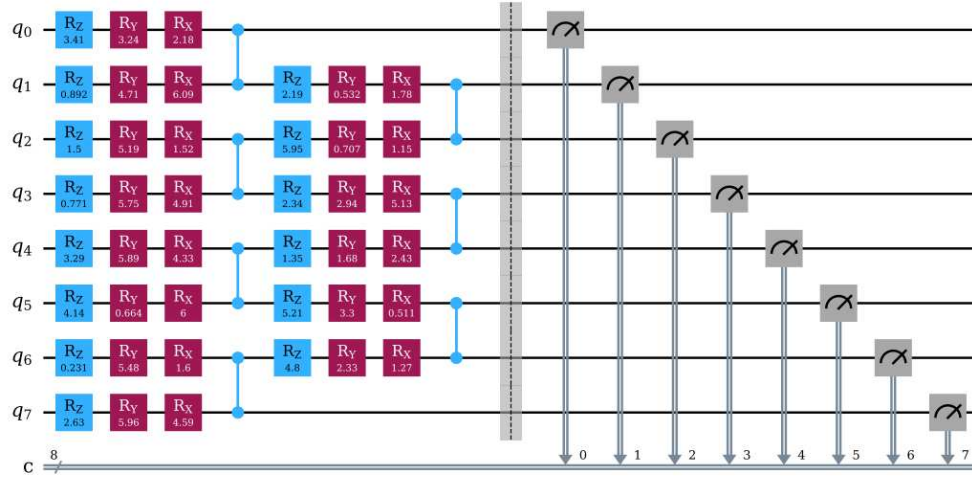 q0 RZ 3.41 RY 3.24 RX 2.18
q1 RZ 0.892 RY 4.71 RX 6.09 RZ 2.19 RY 0.532 RX 1.78
q2 RZ 1.5 RY 5.19 RX 1.52 RZ 5.95 RY 0.707 RX 1.15
q3 RZ 0.771 RY 5.75 RX 4.91 RZ 2.34 RY 2.94 RX 5.13
q4 RZ 3.29 RY 5.89 RX 4.33 RZ 1.35 RY 1.68 RX 2.43
q5 RZ 4.14 RY 0.664 RX 6 RZ 5.21 RY 3.3 RX 0.511
q6 RZ 0.231 RY 5.48 RX 1.6 RZ 4.8 RY 2.33 RX 1.27
q7 RZ 2.63 RY 5.96 RX 4.59
8 0 1 2 3 4 5 6 7
c